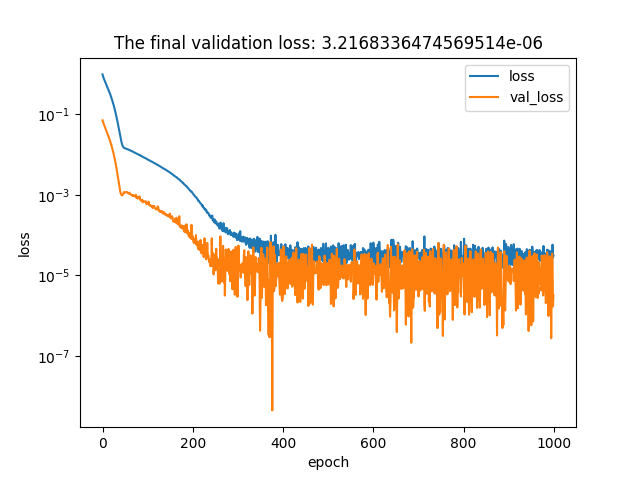 The final validation loss: 3.2168336474569514e-06
loss
val_loss
10⁻¹
10⁻³
10⁻⁵
10⁻⁷
loss
0
200
400
600
800
1000
epoch